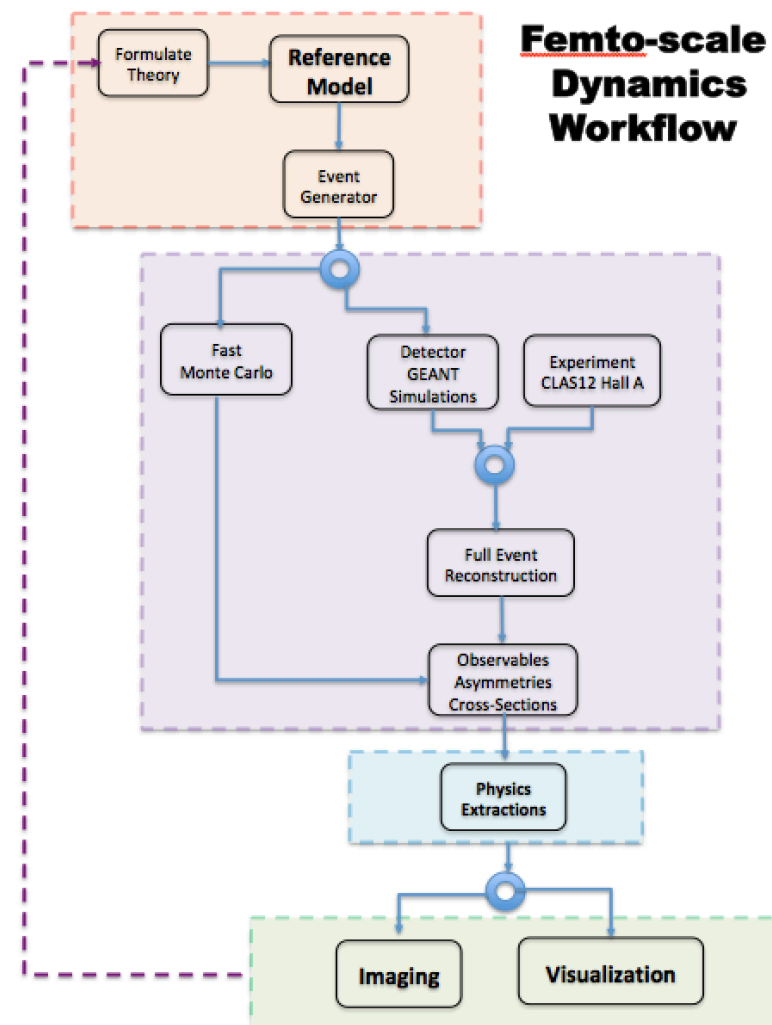 Femto-scale
Dynamics
Workflow
Formulate
Theory
Reference
Model
Event
Generator
Fast
Monte Carlo
Detector
GEANT
Simulations
Experiment
CLAS12 Hall A
Full Event
Reconstruction
Observables
Asymmetries
Cross-Sections
Physics
Extractions
Imaging
Visualization